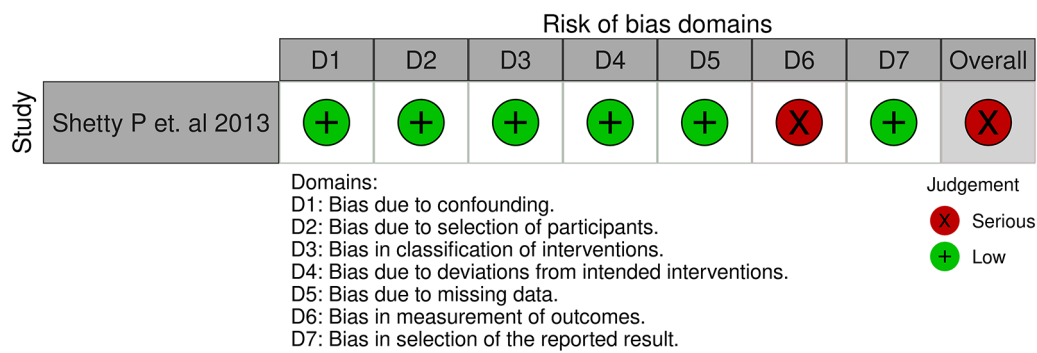 Risk of bias domains
D1 D2 D3 D4 D5 D6 D7 Overall
Study
Shetty P et. al 2013 + + + + + X + X
Domains:
D1: Bias due to confounding.
D2: Bias due to selection of participants.
D3: Bias in classification of interventions.
D4: Bias due to deviations from intended interventions.
D5: Bias due to missing data.
D6: Bias in measurement of outcomes.
D7: Bias in selection of the reported result.
Judgement
X Serious
+ Low